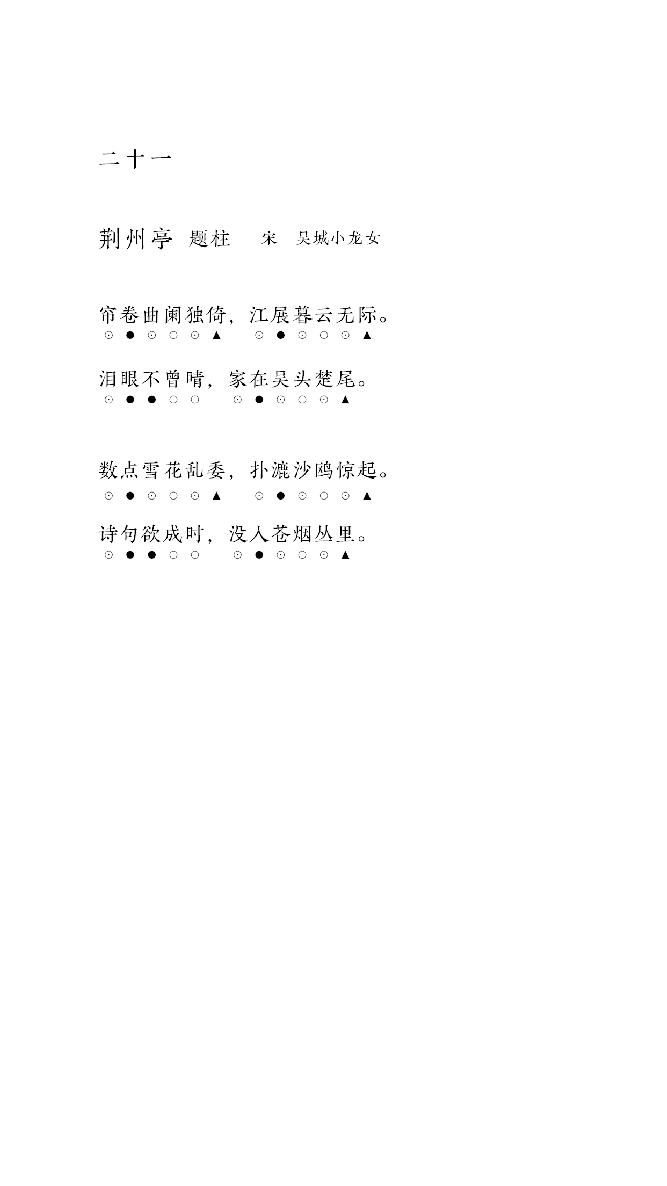 二十一
荆州亭 题柱 宋 吴城小龙女
帘卷曲阑独倚，江展暮云无际。
⊙●⊙○⊙▲ ⊙●⊙○⊙▲
泪眼不曾晴，家在吴头楚尾。
⊙●●○○ ⊙●⊙○⊙▲
数点雪花乱委，扑漉沙鸥惊起。
⊙●⊙○⊙▲ ⊙●⊙○⊙▲
诗句欲成时，没入苍烟丛里。
⊙●●○○ ⊙●⊙○⊙▲